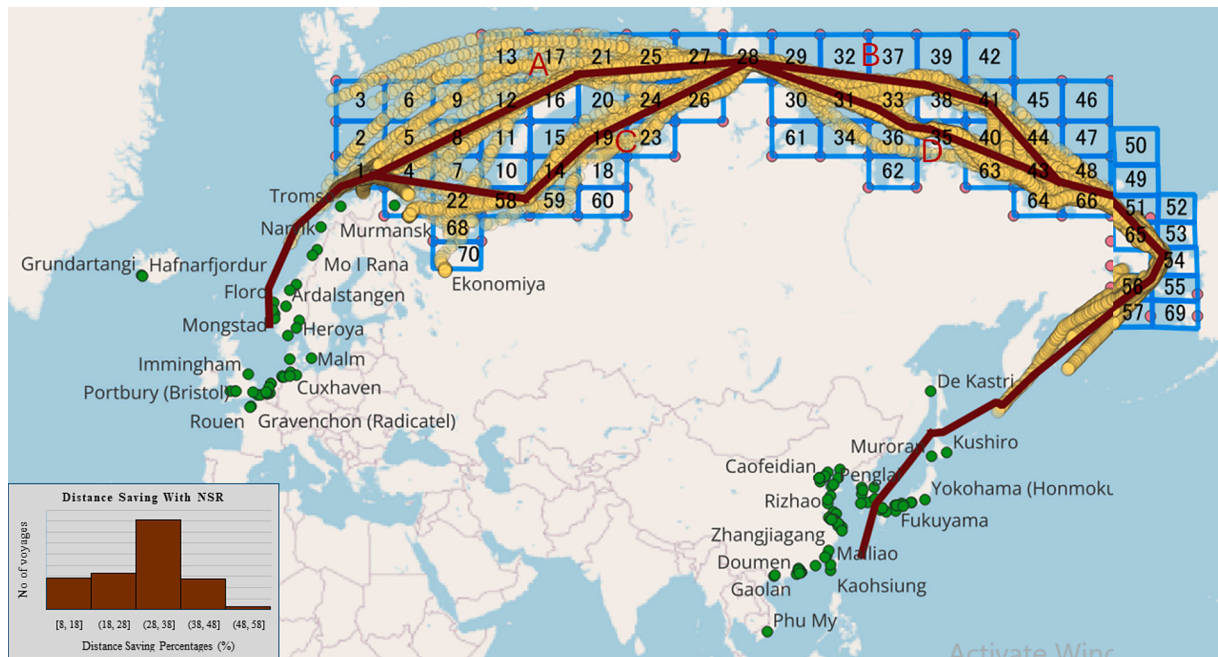 13 17 21 25 27 28 29 32 37 39 42
A B
3 6 9 12 16 20 24 26 30 31 33 38 41 45 46
2 5 8 11 15 19 23 61 34 36 35 40 44 47 50
C D
1 4 7 10 14 18 62 63 43 48 49
22 58 59 60 64 66 51 52
68 65 53
70 54
56 55
57 69
Troms
Narvik
Murmansk
Mo I Rana
Grundartangi
Hafnarfjordur
Ekonomiya
Floro
Ardalstangen
Mongstad
Heroya
Immingham
Malm
Portbury (Bristol)
Cuxhaven
Rouen
Gravenchon (Radicatel)
De Kastri
Muroran
Kushiro
Caofeidian
Penglai
Rizhao
Yokohama (Honmoku
Fukuyama
Zhangjiagang
Mailiao
Doumen
Kaohsiung
Gaolan
Phu My
Distance Saving With NSR
No of voyages
[8, 18] (18, 28] (28, 38] (38, 48] (48, 58]
Distance Saving Percentages (%)
Activate Wind